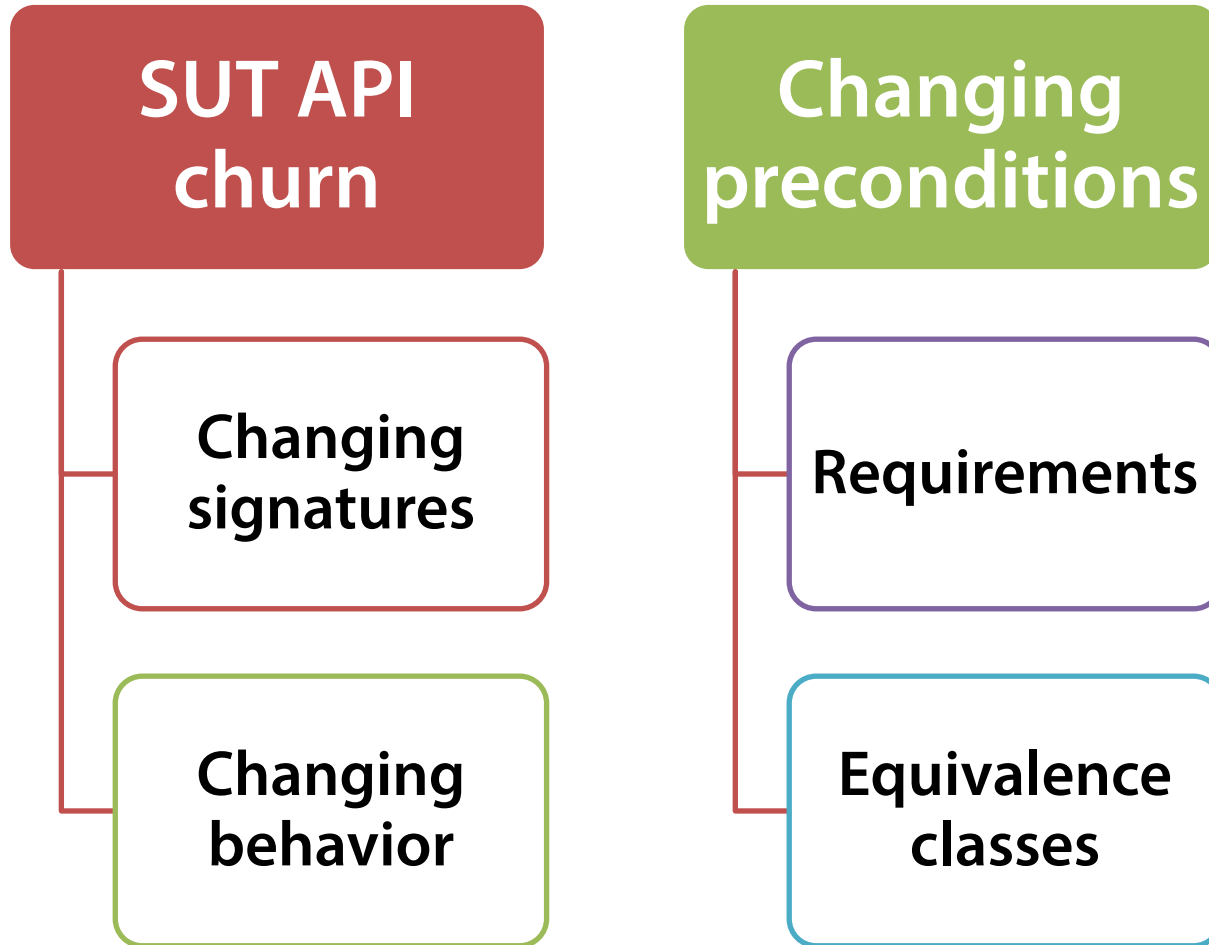 SUT API
churn
Changing
signatures
Changing
behavior
Changing
preconditions
Requirements
Equivalence
classes